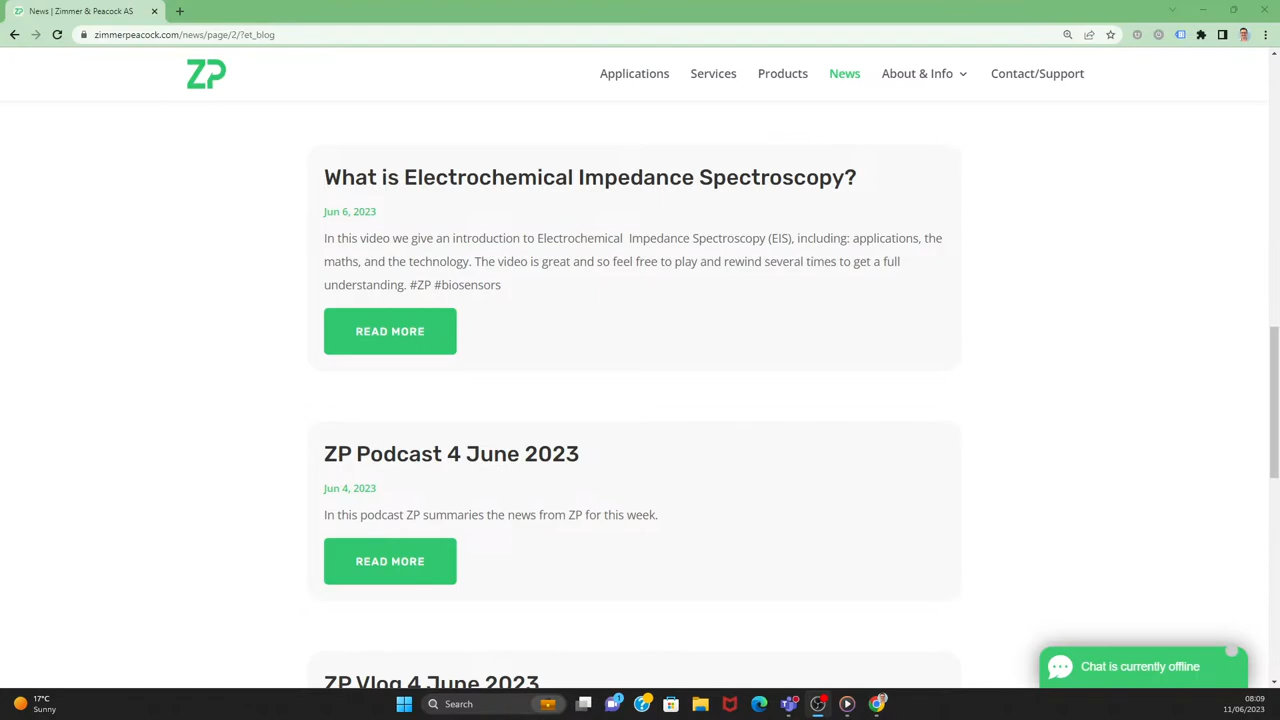 News | Zimmer & Peacock AS
zimmerpeacock.com/news/page/2/?et_blog
ZP
Applications
Services
Products
News
About & Info
Contact/Support
What is Electrochemical Impedance Spectroscopy?
Jun 6, 2023
In this video we give an introduction to Electrochemical  Impedance Spectroscopy (EIS), including: applications, the
maths, and the technology. The video is great and so feel free to play and rewind several times to get a full
understanding. #ZP #biosensors
READ MORE
ZP Podcast 4 June 2023
Jun 4, 2023
In this podcast ZP summaries the news from ZP for this week.
READ MORE
ZP Vlog 4 June 2023
Chat is currently offline
17°C
Sunny
Search
1
08:09
11/06/2023